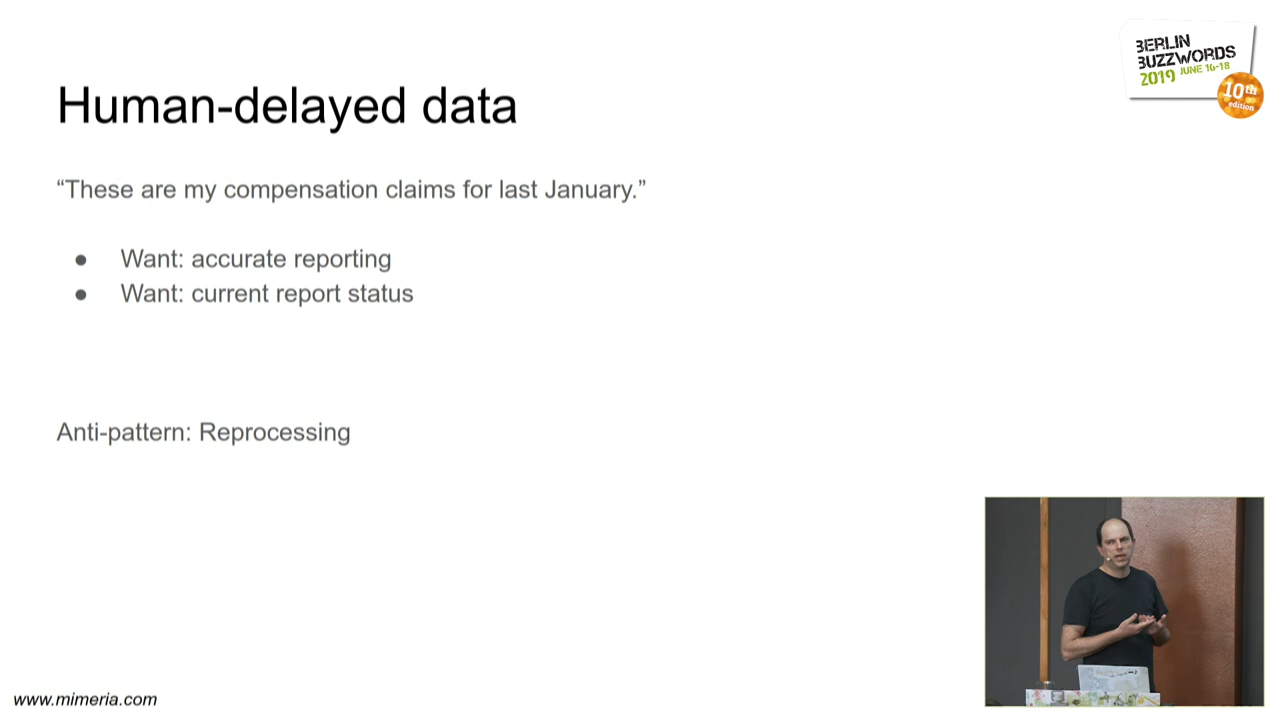 BERLIN
BUZZWORDS
2019 JUNE 16-18
10th
edition
Human-delayed data
“These are my compensation claims for last January.”
● Want: accurate reporting
● Want: current report status
Anti-pattern: Reprocessing
www.mimeria.com